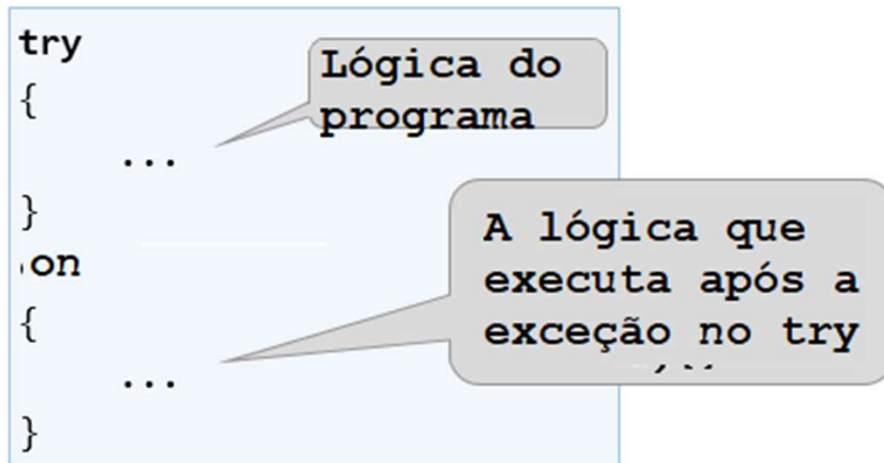 try
Lógica do
programa
{
...
}
on
A lógica que
executa após a
exceção no try
{
...
}